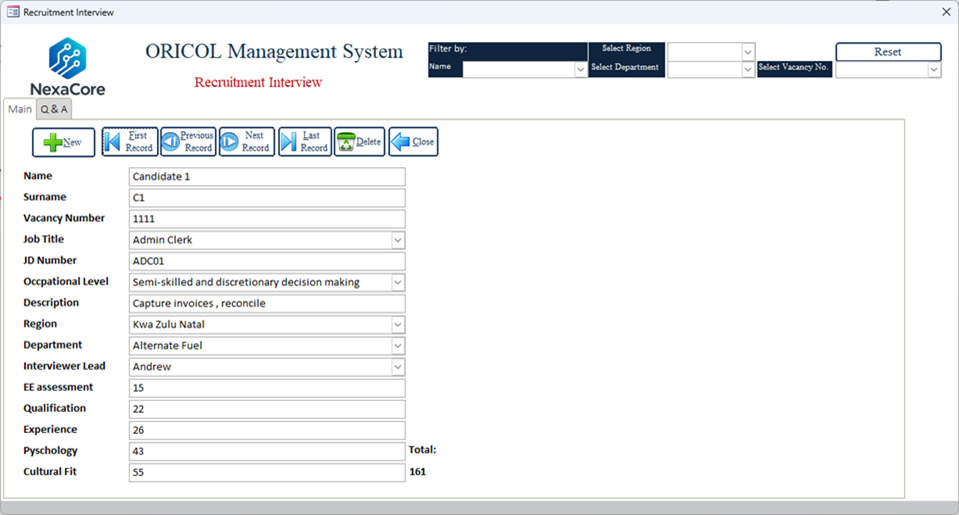 Recruitment Interview
NexaCore
ORICOL Management System
Recruitment Interview
Filter by:
Name
Select Region
Select Department
Select Vacancy No.
Reset
Main
Q & A
New
First Record
Previous Record
Next Record
Last Record
Delete
Close
Name Candidate 1
Surname C1
Vacancy Number 1111
Job Title Admin Clerk
JD Number ADC01
Occpational Level Semi-skilled and discretionary decision making
Description Capture invoices , reconcile
Region Kwa Zulu Natal
Department Alternate Fuel
Interviewer Lead Andrew
EE assessment 15
Qualification 22
Experience 26
Pyschology 43 Total:
Cultural Fit 55 161